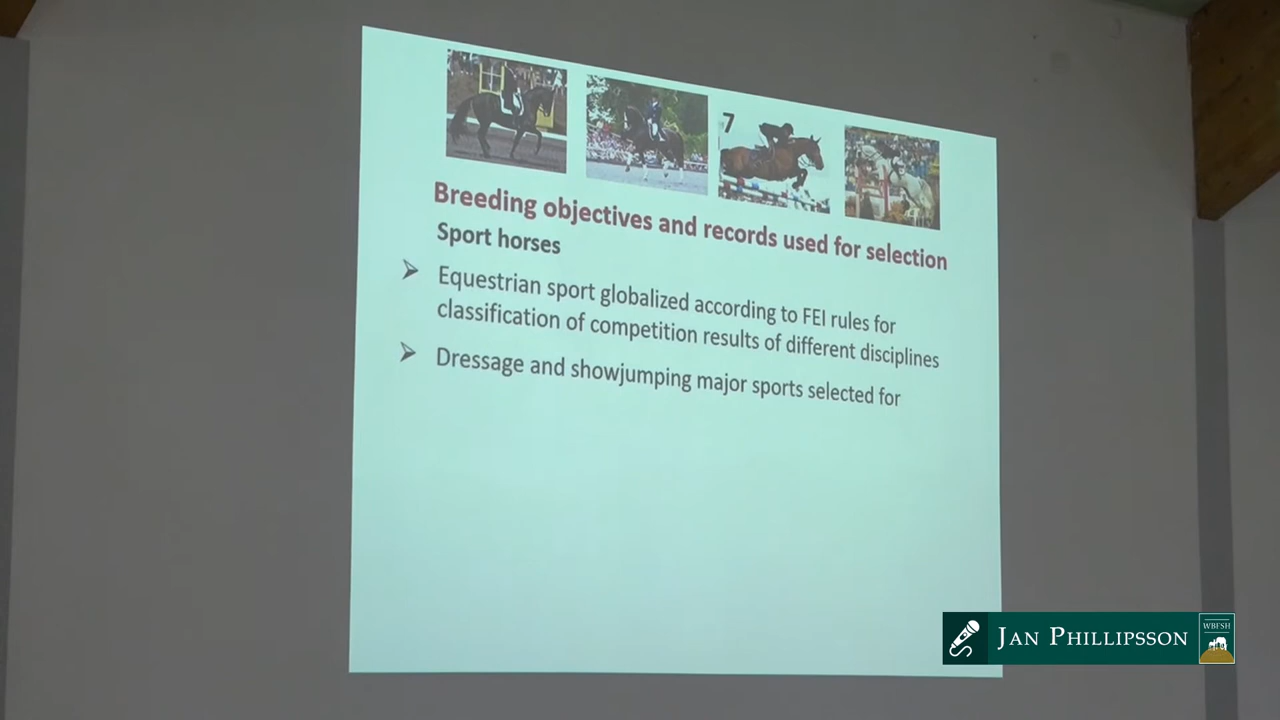 7
Breeding objectives and records used for selection
Sport horses
Equestrian sport globalized according to FEI rules for
classification of competition results of different disciplines
Dressage and showjumping major sports selected for
JAN PHILLIPSSON
WBFSH